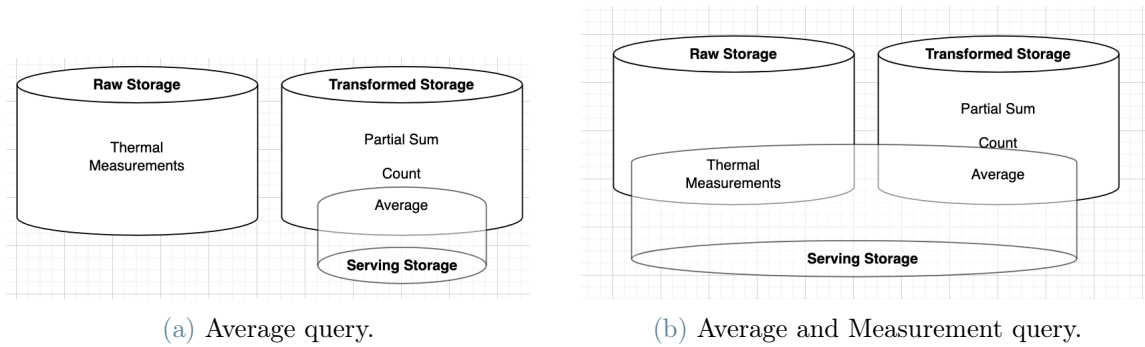 Raw Storage
Thermal
Measurements
Transformed Storage
Partial Sum
Count
Average
Serving Storage
(a) Average query.
Raw Storage
Thermal
Measurements
Transformed Storage
Partial Sum
Count
Average
Serving Storage
(b) Average and Measurement query.